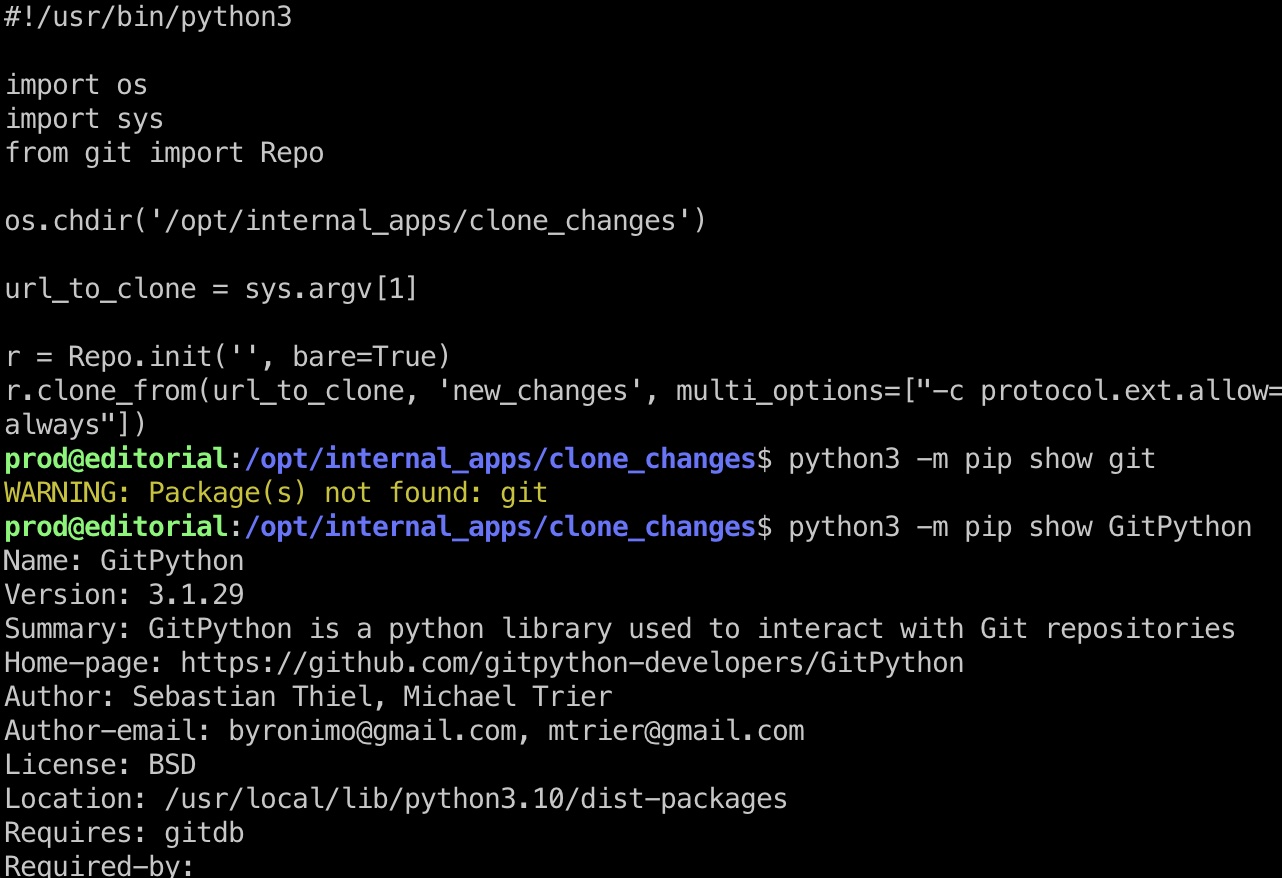 #!/usr/bin/python3
import os
import sys
from git import Repo
os.chdir('/opt/internal_apps/clone_changes')
url_to_clone = sys.argv[1]
r = Repo.init('', bare=True)
r.clone_from(url_to_clone, 'new_changes', multi_options=["-c protocol.ext.allow=
always"])
prod@editorial:/opt/internal_apps/clone_changes$ python3 -m pip show git
WARNING: Package(s) not found: git
prod@editorial:/opt/internal_apps/clone_changes$ python3 -m pip show GitPython
Name: GitPython
Version: 3.1.29
Summary: GitPython is a python library used to interact with Git repositories
Home-page: https://github.com/gitpython-developers/GitPython
Author: Sebastian Thiel, Michael Trier
Author-email: byronimo@gmail.com, mtrier@gmail.com
License: BSD
Location: /usr/local/lib/python3.10/dist-packages
Requires: gitdb
Required-by: